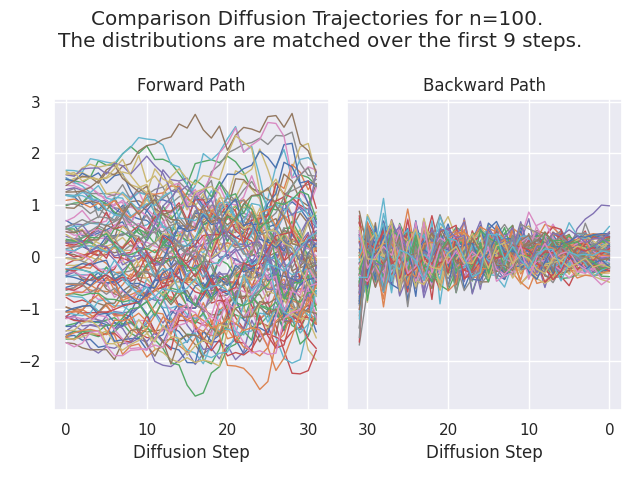 Comparison Diffusion Trajectories for n=100.
The distributions are matched over the first 9 steps.
Forward Path
Backward Path
3
2
1
0
−1
−2
0 10 20 30
30 20 10 0
Diffusion Step
Diffusion Step